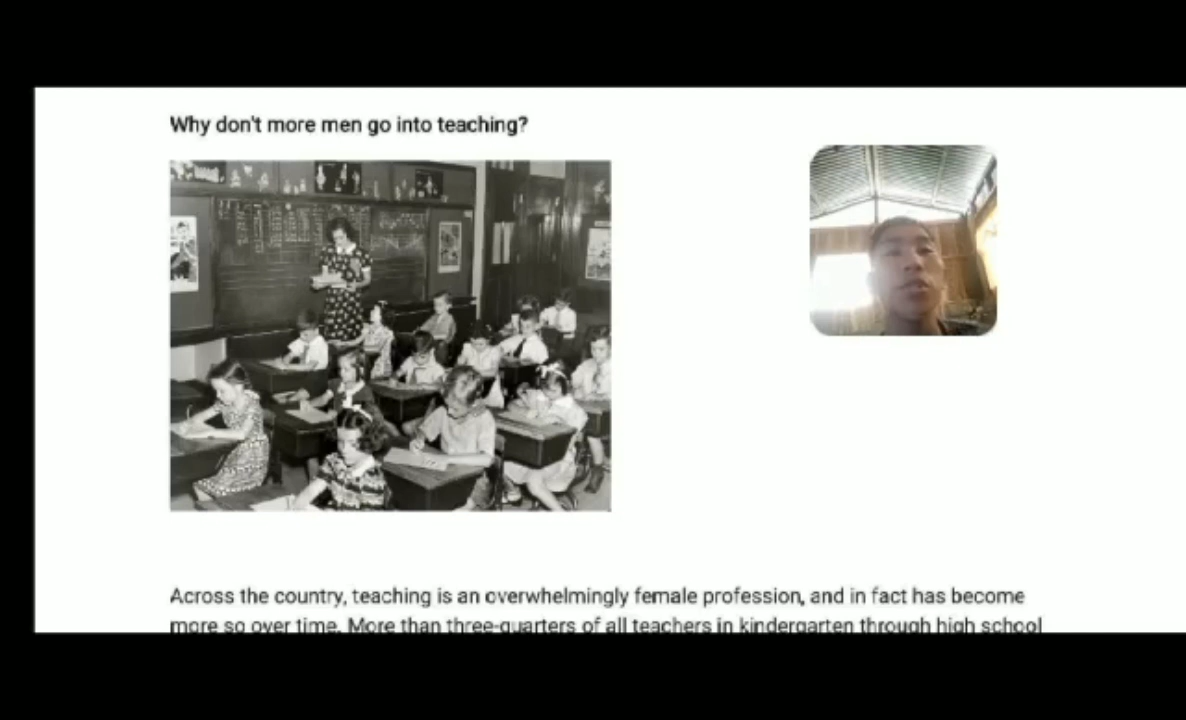 Why don't more men go into teaching?
Across the country, teaching is an overwhelmingly female profession, and in fact has become
more so over time. More than three-quarters of all teachers in kindergarten through high school